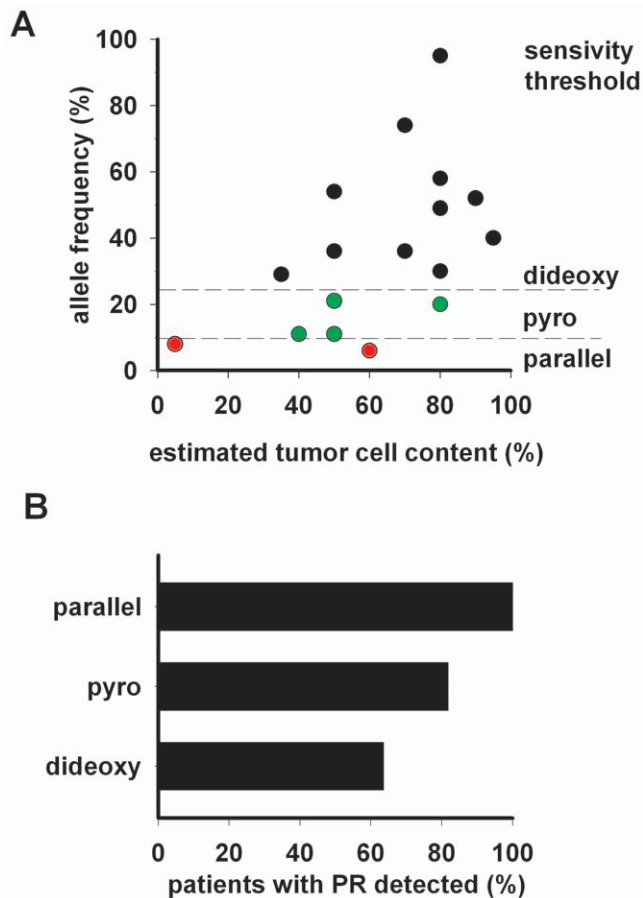 A
100
80
60
40
20
0
allele frequency (%)
sensivity
threshold
dideoxy
pyro
parallel
0 20 40 60 80 100
estimated tumor cell content (%)
B
parallel
pyro
dideoxy
0 20 40 60 80 100
patients with PR detected (%)